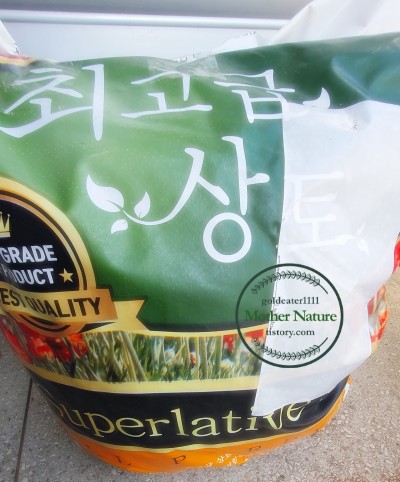 최고급
상토
GRADE
PRODUCT
BEST QUALITY
Superlative
goldeater1111
Mother Nature
tistory.com